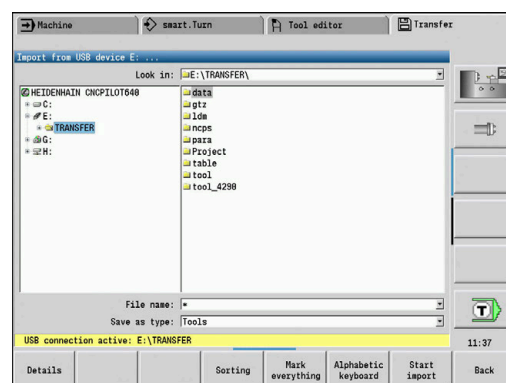 Machine
smart.Turn
Tool editor
Transfer
Import from USB device E: ...
Look in: E:\TRANSFER\
HEIDENHAIN CNCPILOT640
C:
E:
TRANSFER
G:
H:
data
gtz
ldm
ncps
para
Project
table
tool
tool_4290
File name: *
Save as type: Tools
USB connection active: E:\TRANSFER
T
11:37
Details
Sorting
Mark everything
Alphabetic keyboard
Start import
Back